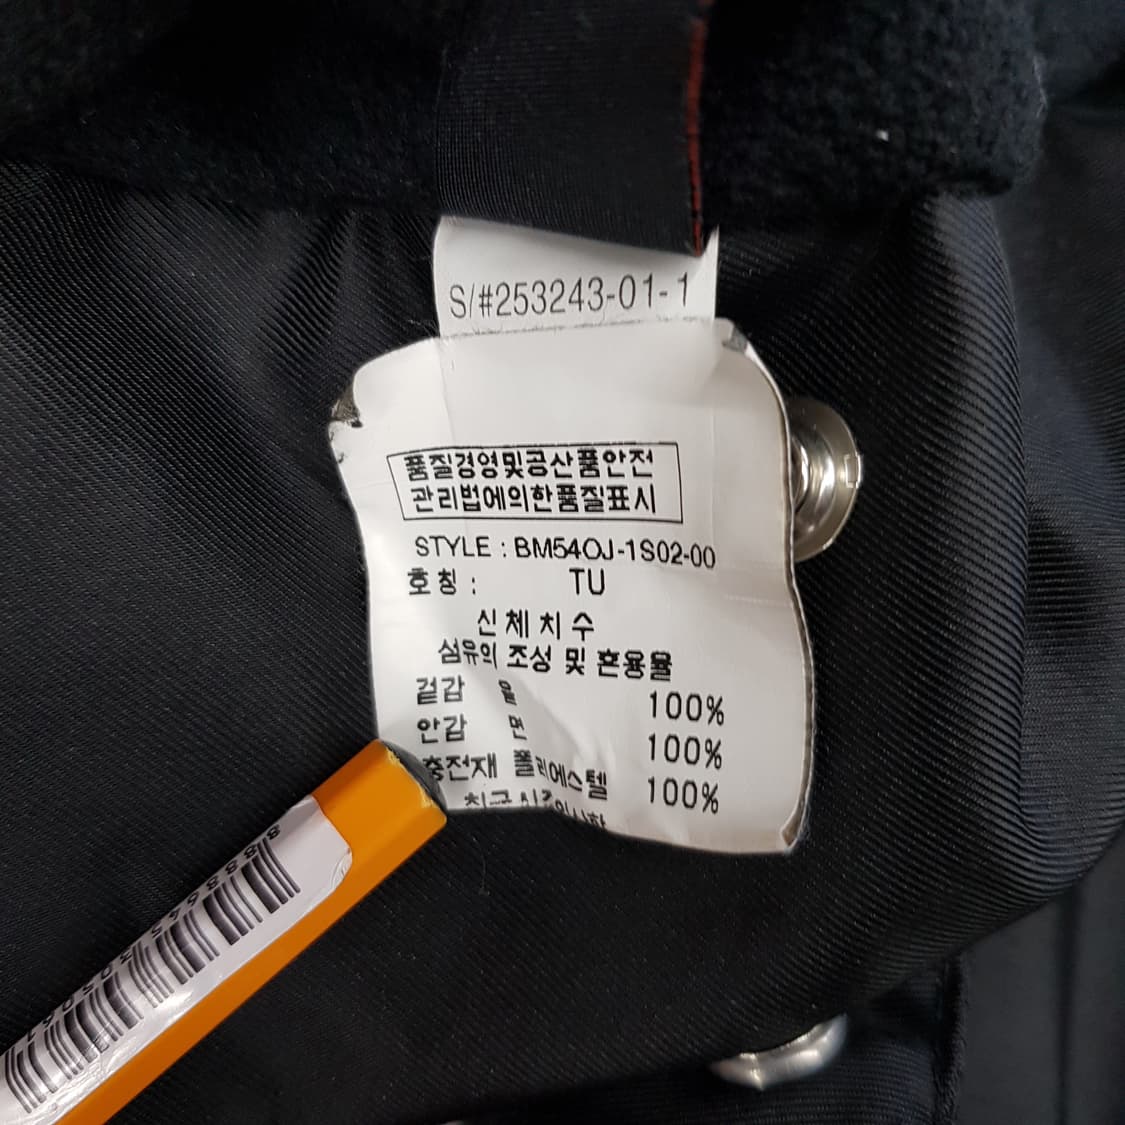 S/#253243-01-1
품질경영및공산품안전
관리법에의한품질표시
STYLE : BM54OJ-1S02-00
호칭 : TU
신체치수
섬유의 조성 및 혼용율
겉감 울 100%
안감 면 100%
충전재 폴리에스텔 100%